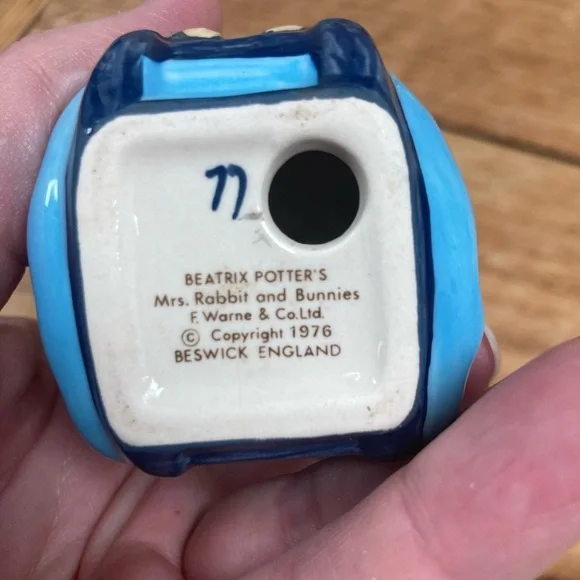 77
BEATRIX POTTER'S
Mrs. Rabbit and Bunnies
F. Warne & Co. Ltd.
© Copyright 1976
BESWICK ENGLAND